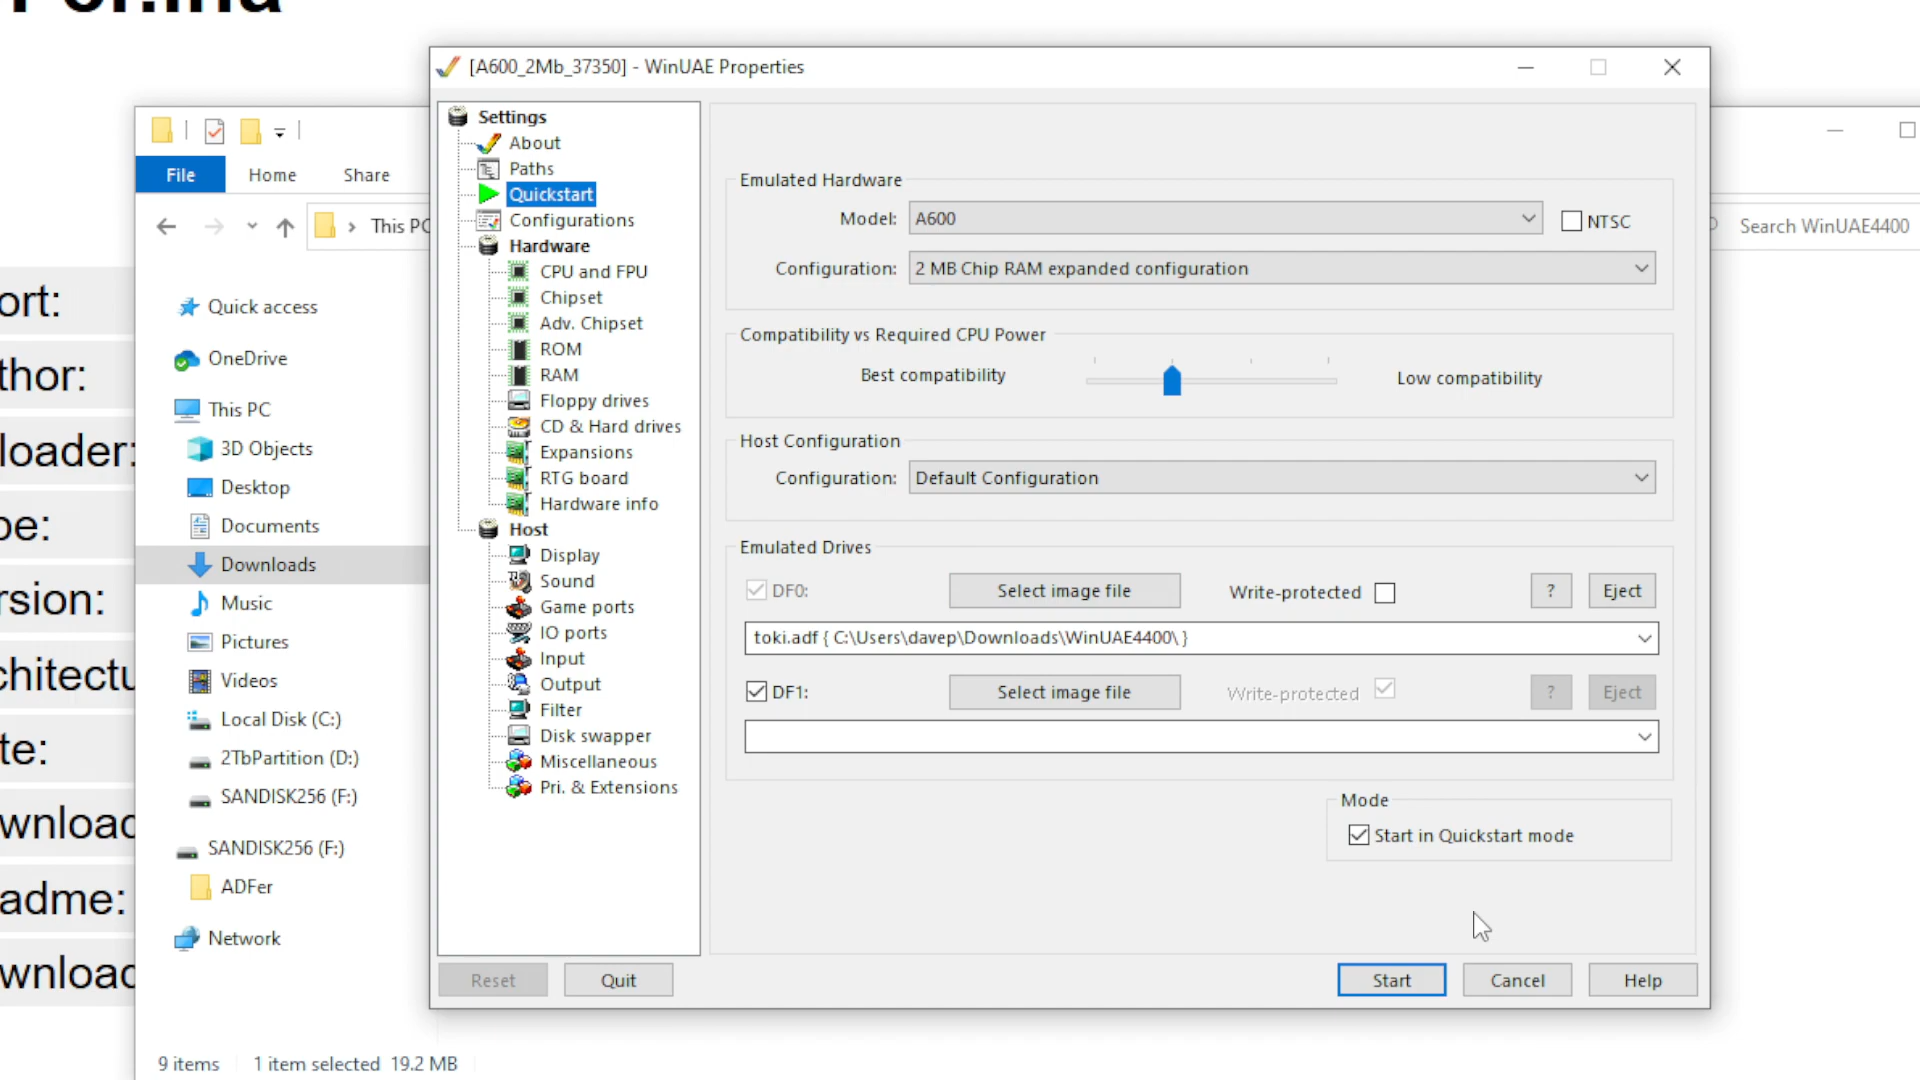 [A600_2Mb_37350] - WinUAE Properties
File
Home
Share
This PC
Search WinUAE4400
Quick access
OneDrive
This PC
3D Objects
Desktop
Documents
Downloads
Music
Pictures
Videos
Local Disk (C:)
2TbPartition (D:)
SANDISK256 (F:)
SANDISK256 (F:)
ADFer
Network
9 items
1 item selected 19.2 MB
ort:
thor:
loader:
pe:
rsion:
chitectu
te:
wnload
adme:
wnload
Settings
About
Paths
Quickstart
Configurations
Hardware
CPU and FPU
Chipset
Adv. Chipset
ROM
RAM
Floppy drives
CD & Hard drives
Expansions
RTG board
Hardware info
Host
Display
Sound
Game ports
IO ports
Input
Output
Filter
Disk swapper
Miscellaneous
Pri. & Extensions
Emulated Hardware
Model: A600 NTSC
Configuration: 2 MB Chip RAM expanded configuration
Compatibility vs Required CPU Power
Best compatibility Low compatibility
Host Configuration
Configuration: Default Configuration
Emulated Drives
DF0: Select image file Write-protected ? Eject
toki.adf { C:\Users\davep\Downloads\WinUAE4400\ }
DF1: Select image file Write-protected ? Eject
Mode
Start in Quickstart mode
Reset Quit Start Cancel Help